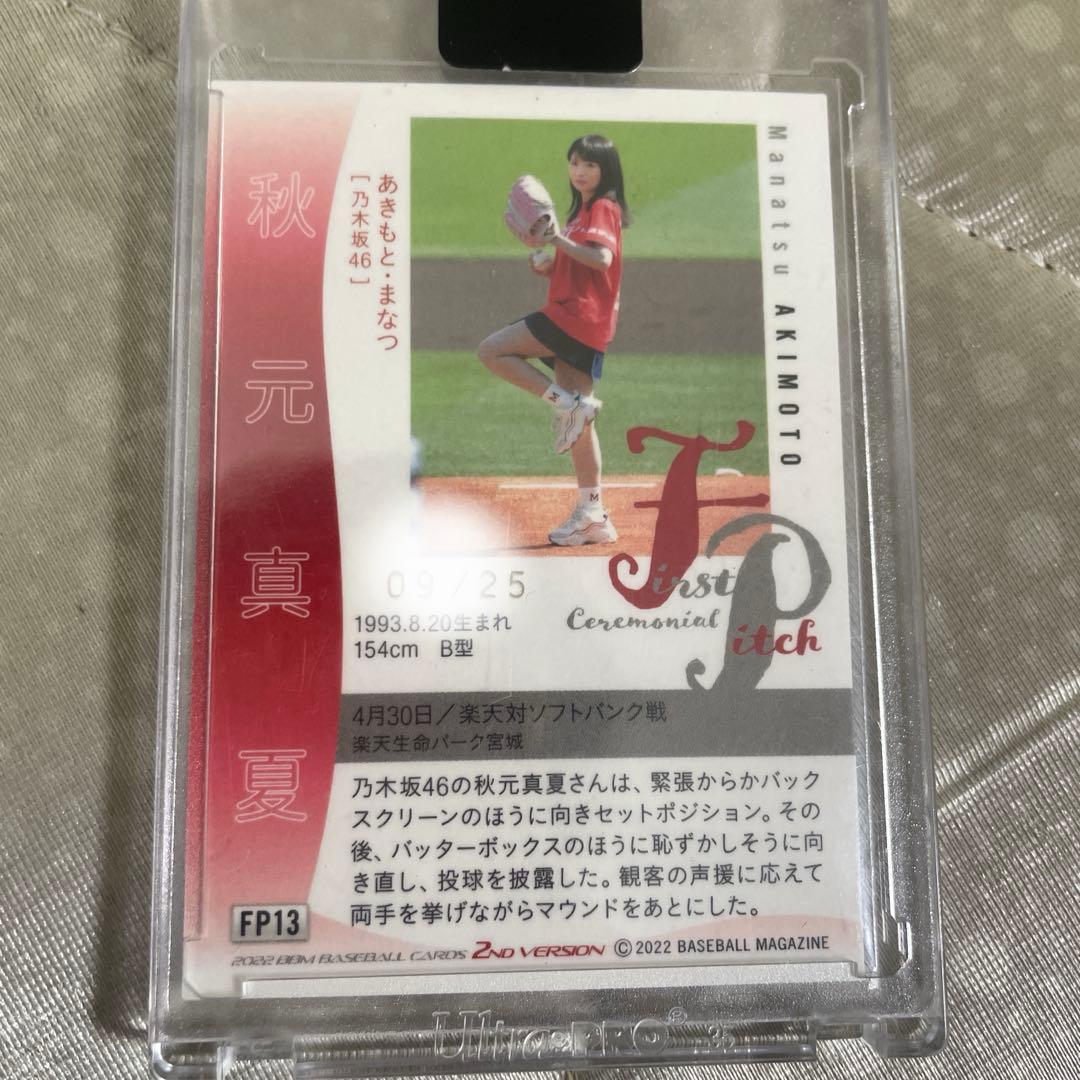 秋元真夏
あきもと・まなつ
[乃木坂46]
Manatsu AKIMOTO
M
M
First
Ceremonial
Pitch
09/25
1993.8.20生まれ
154cm B型
4月30日／楽天対ソフトバンク戦
楽天生命パーク宮城
乃木坂46の秋元真夏さんは、緊張からかバック
スクリーンのほうに向きセットポジション。その
後、バッターボックスのほうに恥ずかしそうに向
き直し、投球を披露した。観客の声援に応えて
両手を挙げながらマウンドをあとにした。
FP13
2022 BBM BASEBALL CARDS 2ND VERSION ©2022 BASEBALL MAGAZINE
Ultra•PRO®